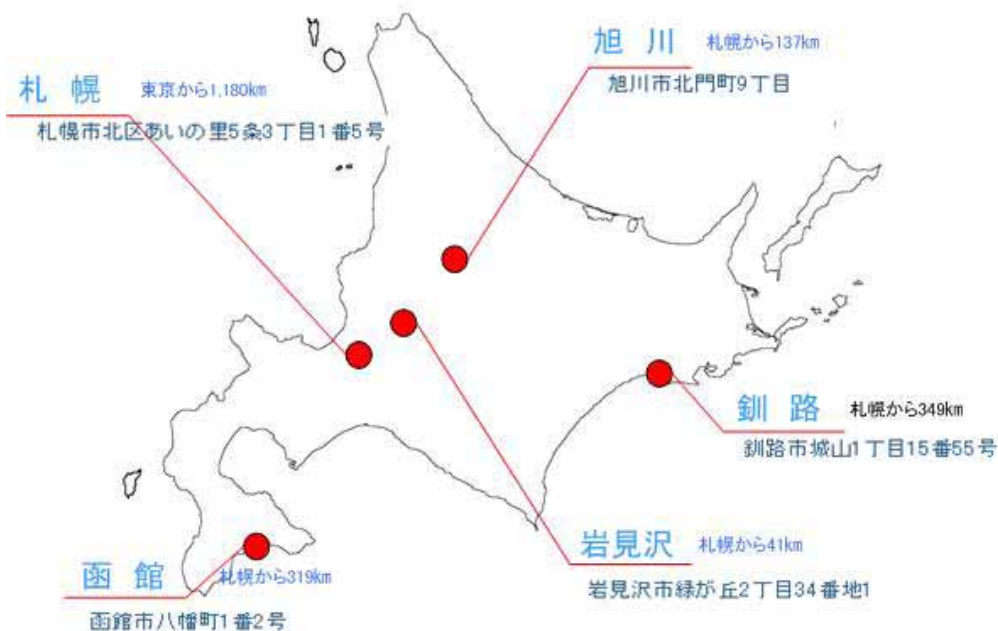 旭川 札幌から137km
旭川市北門町9丁目
札幌 東京から1,180km
札幌市北区あいの里5条3丁目1番5号
釧路 札幌から349km
釧路市城山1丁目15番55号
岩見沢 札幌から41km
岩見沢市緑が丘2丁目34番地1
函館 札幌から319km
函館市八幡町1番2号